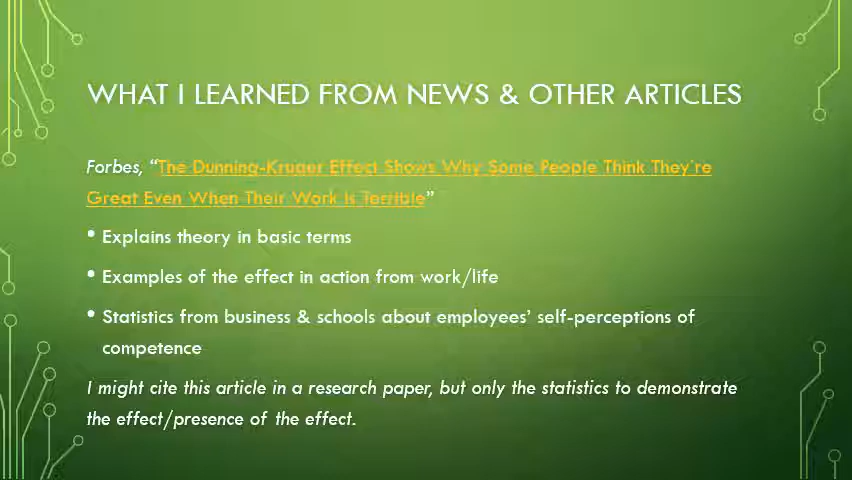 WHAT I LEARNED FROM NEWS & OTHER ARTICLES
Forbes, “The Dunning-Kruger Effect Shows Why Some People Think They're
Great Even When Their Work Is Terrible”
• Explains theory in basic terms
• Examples of the effect in action from work/life
• Statistics from business & schools about employees’ self-perceptions of
competence
I might cite this article in a research paper, but only the statistics to demonstrate
the effect/presence of the effect.